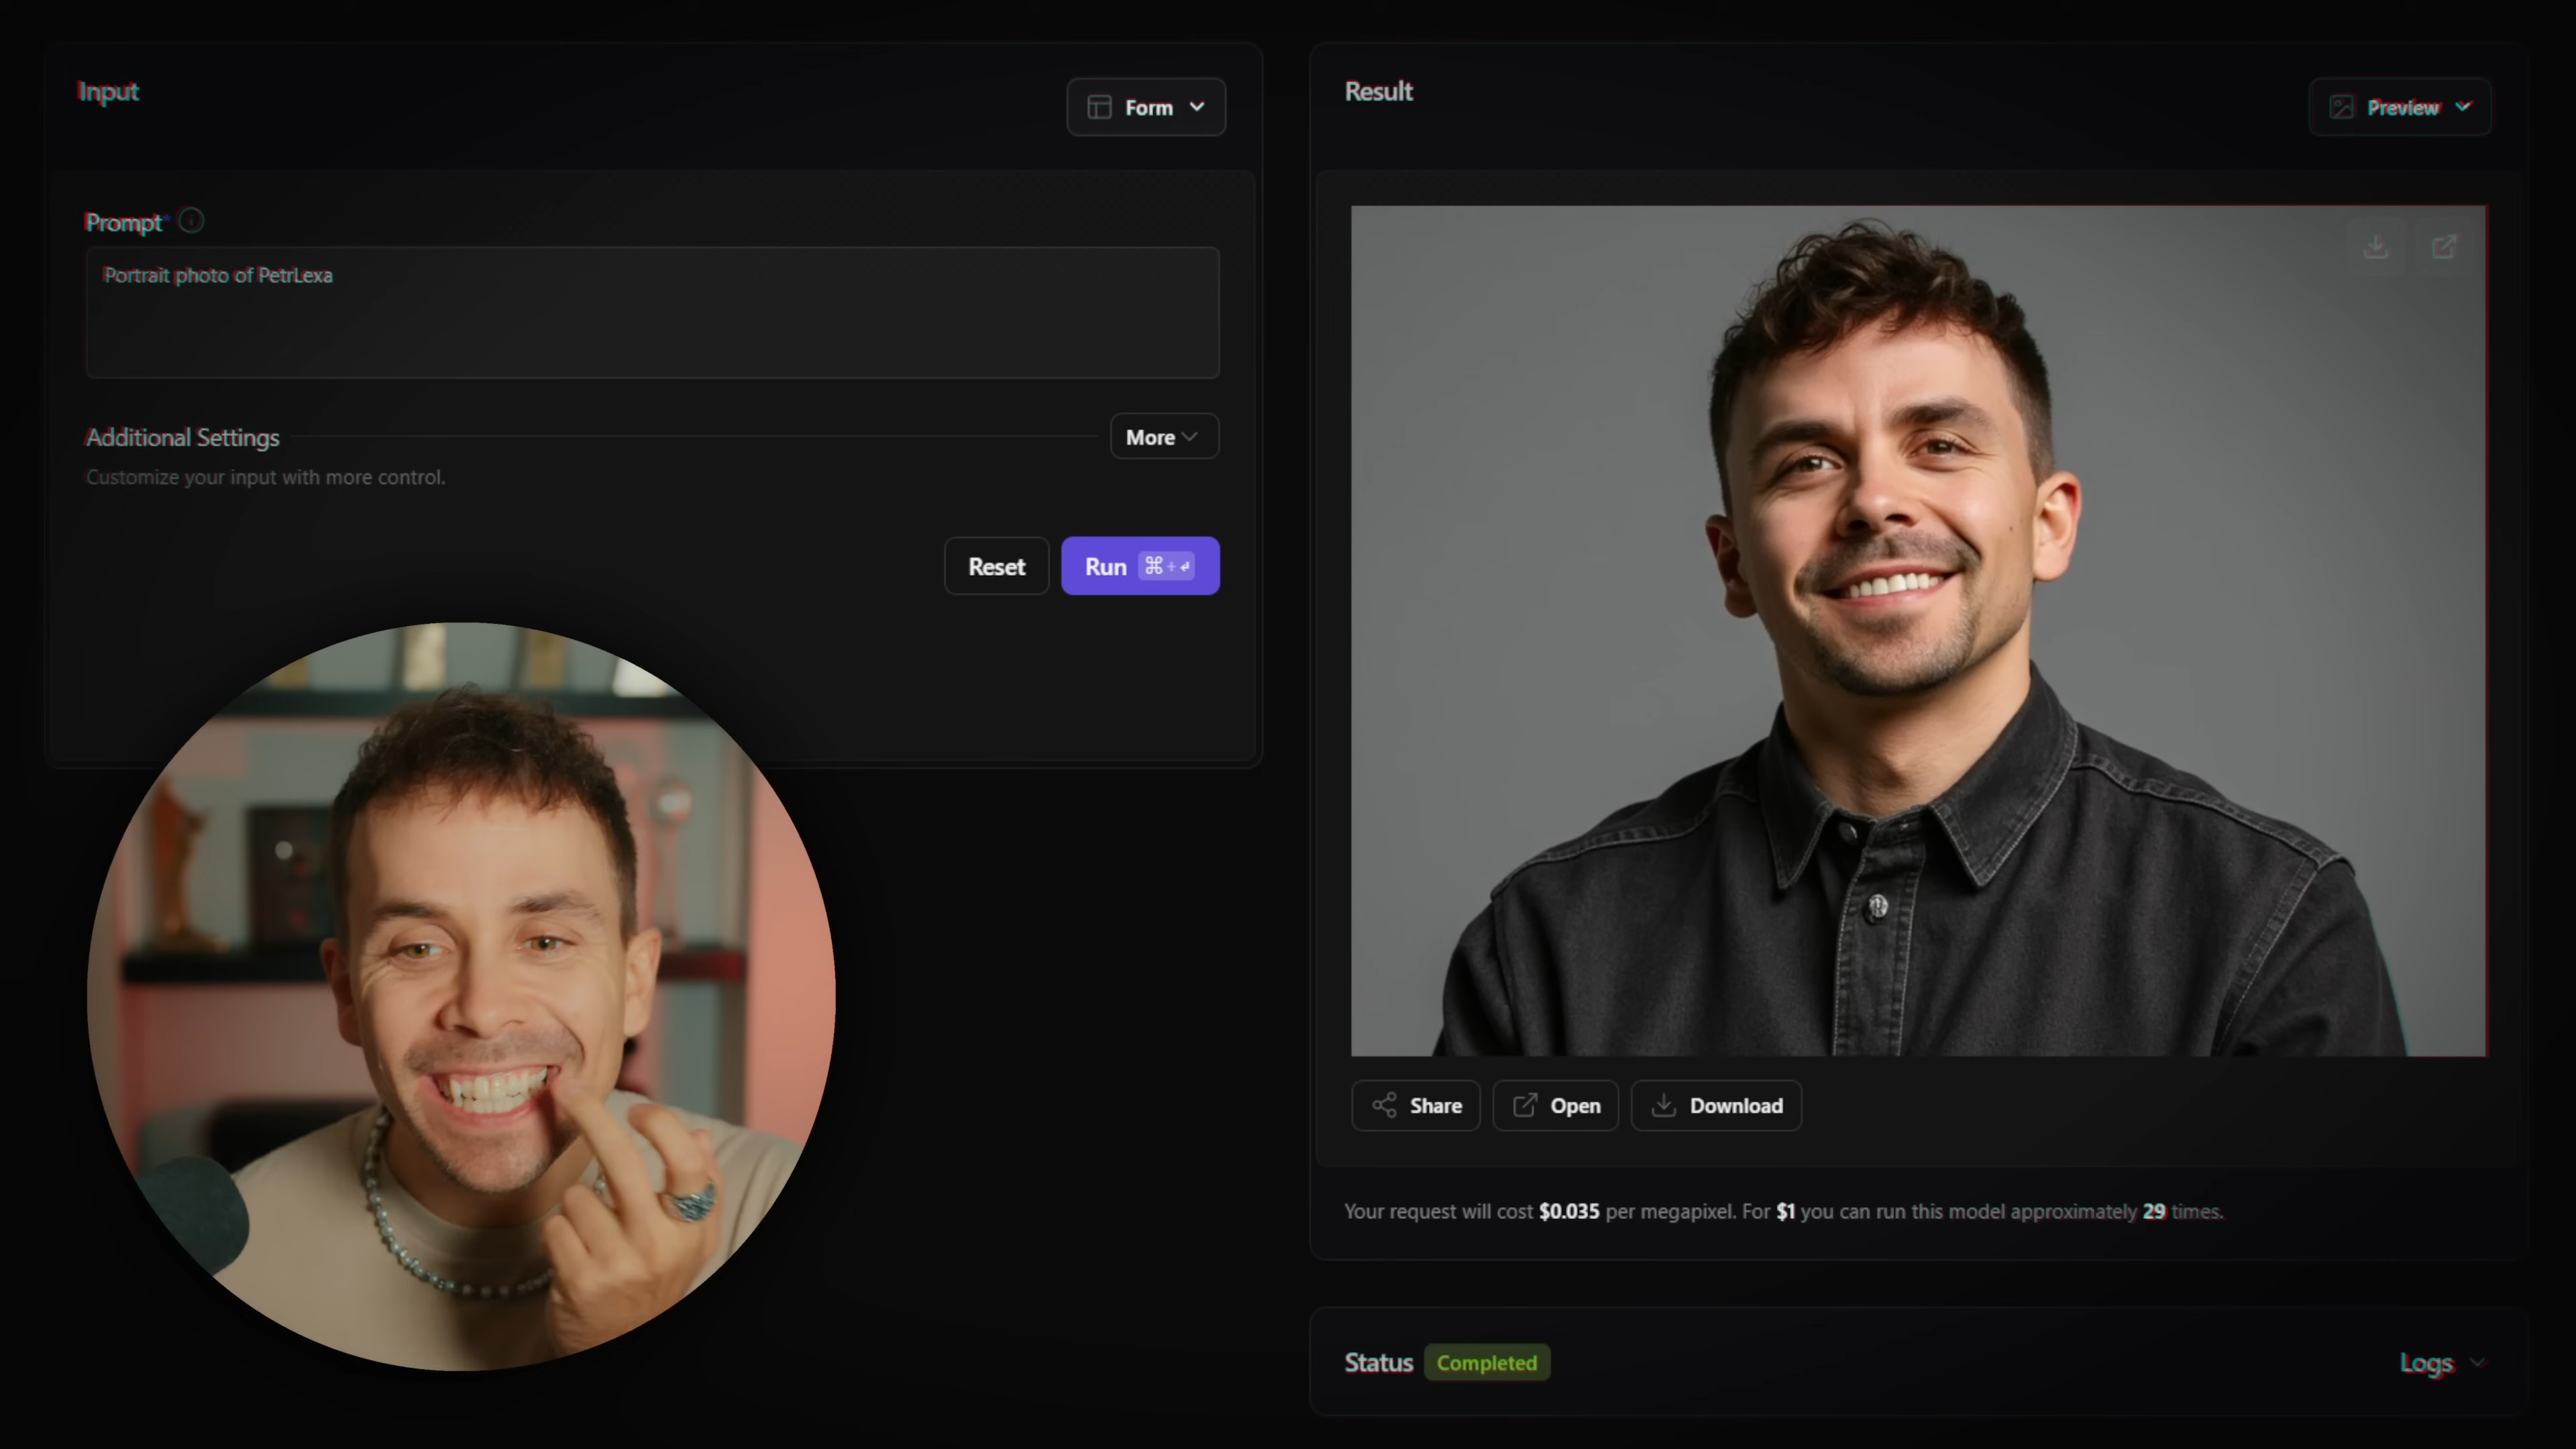 Input
Form
Prompt*
Portrait photo of PetrLexa
Additional Settings
More
Customize your input with more control.
Reset
Run ⌘+↵
Result
Preview
Share
Open
Download
Your request will cost $0.035 per megapixel. For $1 you can run this model approximately 29 times.
Status
Completed
Logs